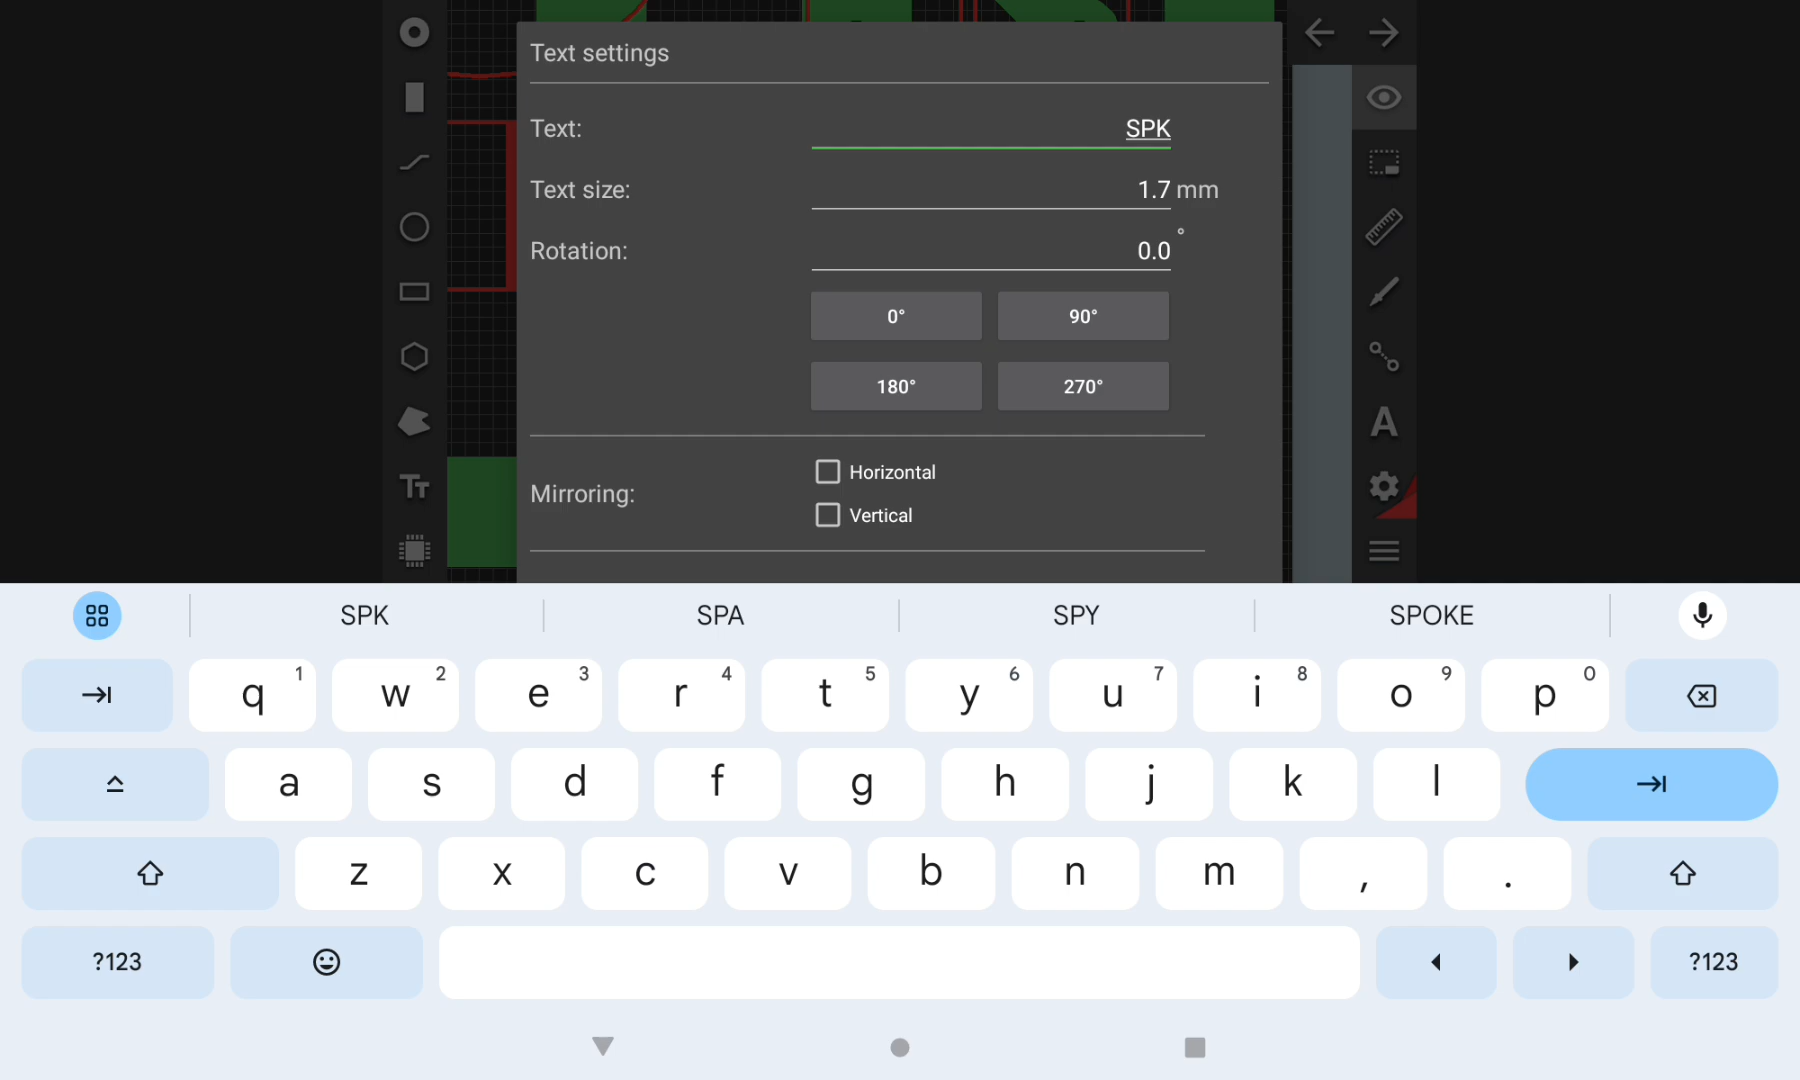 Text settings
Text: SPK
Text size: 1.7 mm
Rotation: 0.0 °
0° 90°
180° 270°
Mirroring:
Horizontal
Vertical
A
TT
SPK SPA SPY SPOKE
q 1 w 2 e 3 r 4 t 5 y 6 u 7 i 8 o 9 p 0
a s d f g h j k l
z x c v b n m , .
?123 ?123